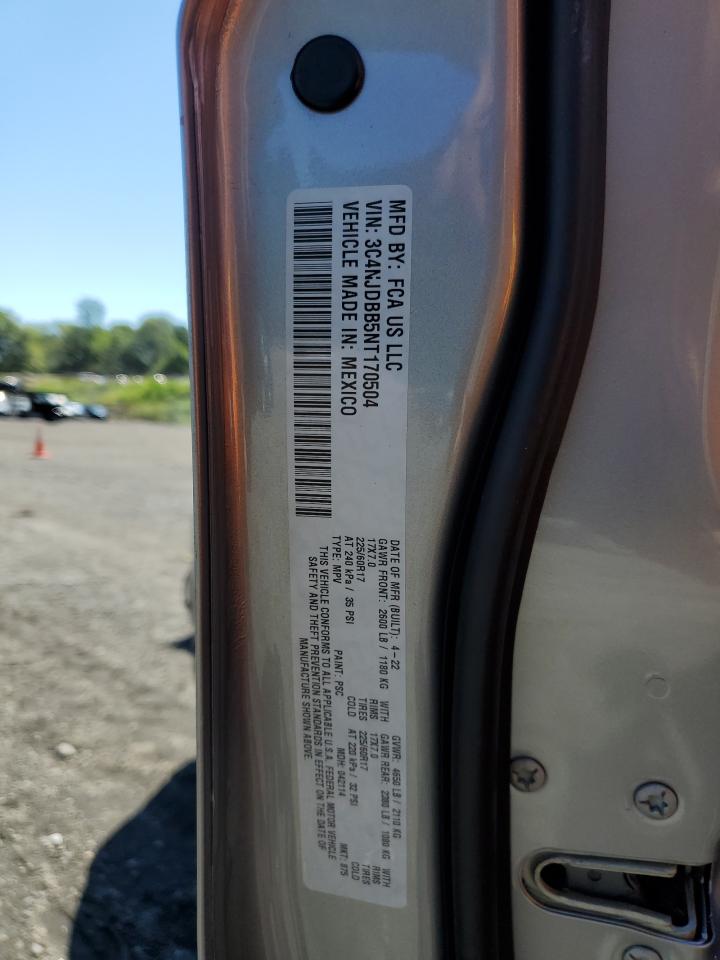 MFD BY: FCA US LLC
VIN: 3C4NJDBB5NT170504
VEHICLE MADE IN: MEXICO
DATE OF MFR (BUILT): 4-22 GVWR: 4650 LB / 2110 KG
GAWR FRONT: 2600 LB / 1180 KG WITH GAWR REAR: 2380 LB / 1080 KG WITH
17X7.0 RIMS 17X7.0 RIMS
225/60R17 TIRES 225/60R17 TIRES
AT 240 kPa / 35 PSI COLD AT 220 kPa / 32 PSI COLD
TYPE: MPV PAINT: PSC MDH: 042114 MKT: 875
THIS VEHICLE CONFORMS TO ALL APPLICABLE U.S.A. FEDERAL MOTOR VEHICLE
SAFETY AND THEFT PREVENTION STANDARDS IN EFFECT ON THE DATE OF
MANUFACTURE SHOWN ABOVE.